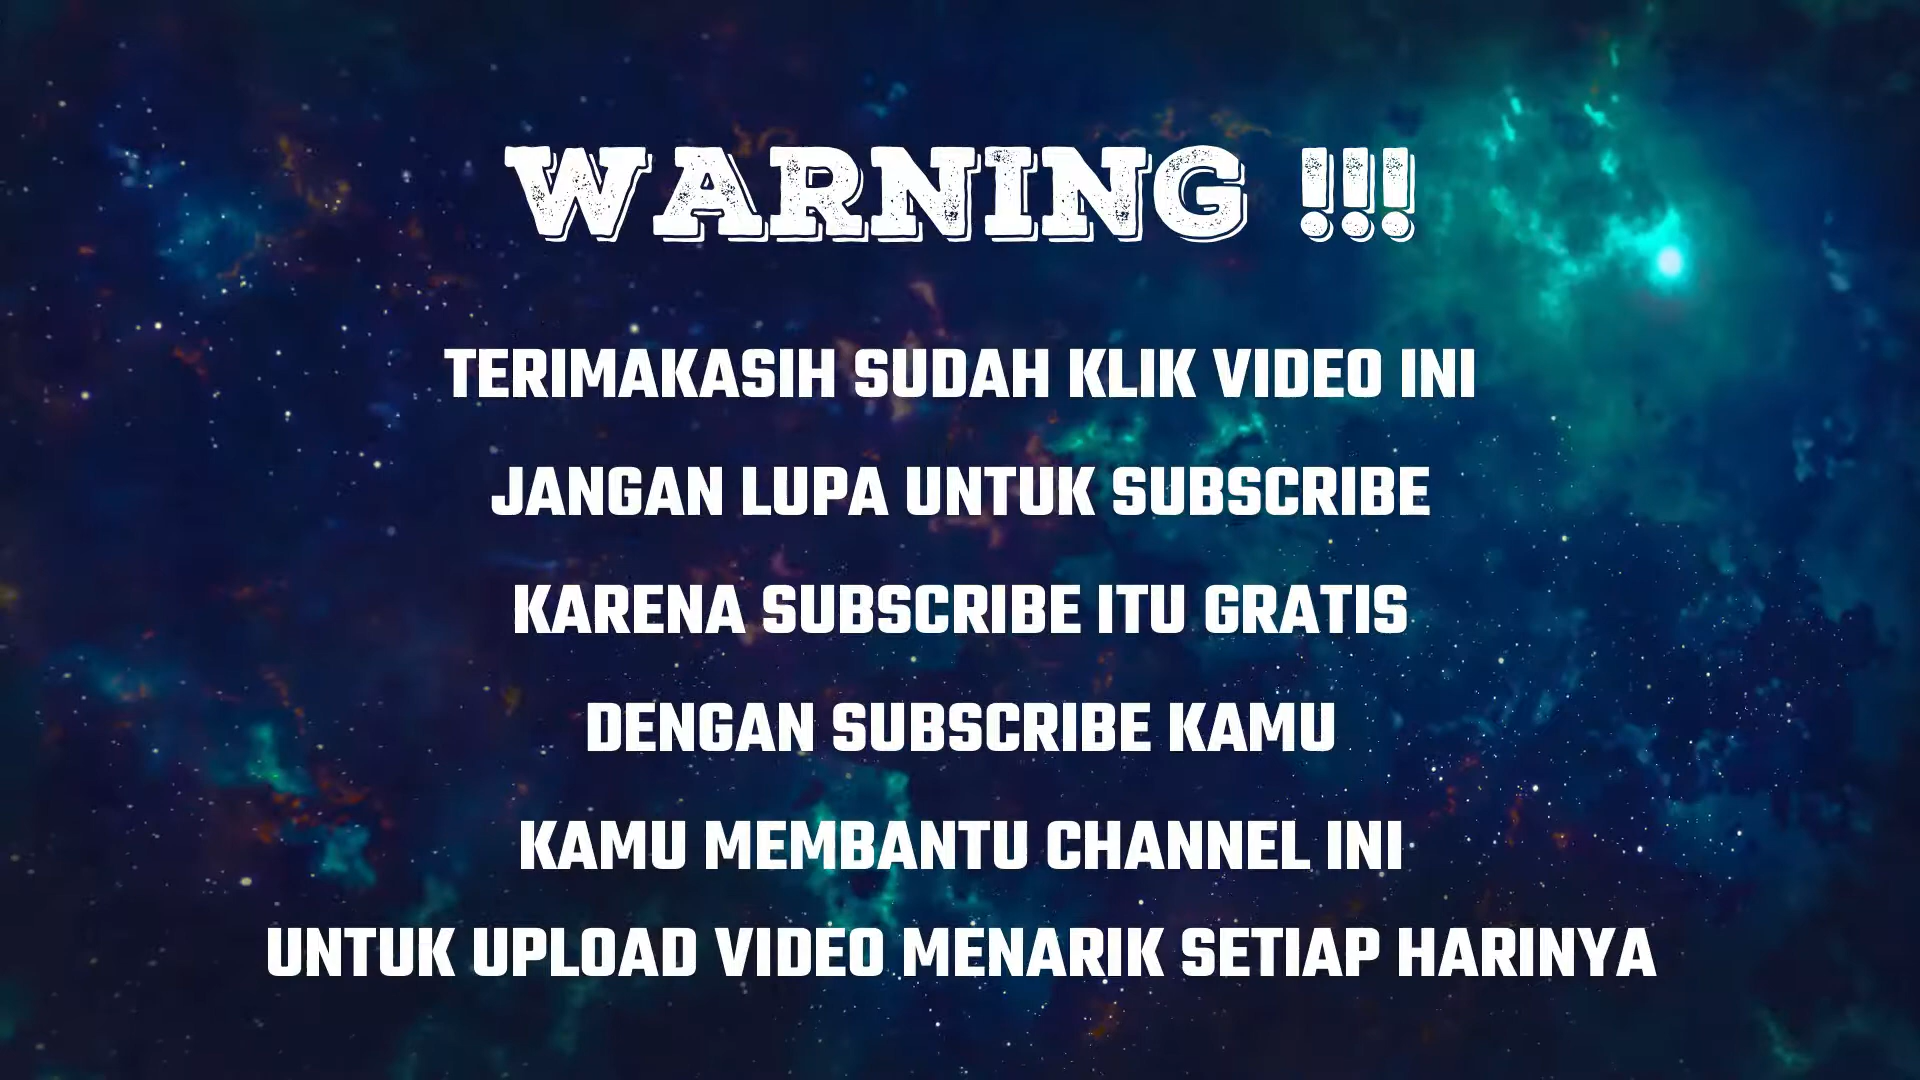 WARNING !!!
TERIMAKASIH SUDAH KLIK VIDEO INI
JANGAN LUPA UNTUK SUBSCRIBE
KARENA SUBSCRIBE ITU GRATIS
DENGAN SUBSCRIBE KAMU
KAMU MEMBANTU CHANNEL INI
UNTUK UPLOAD VIDEO MENARIK SETIAP HARINYA